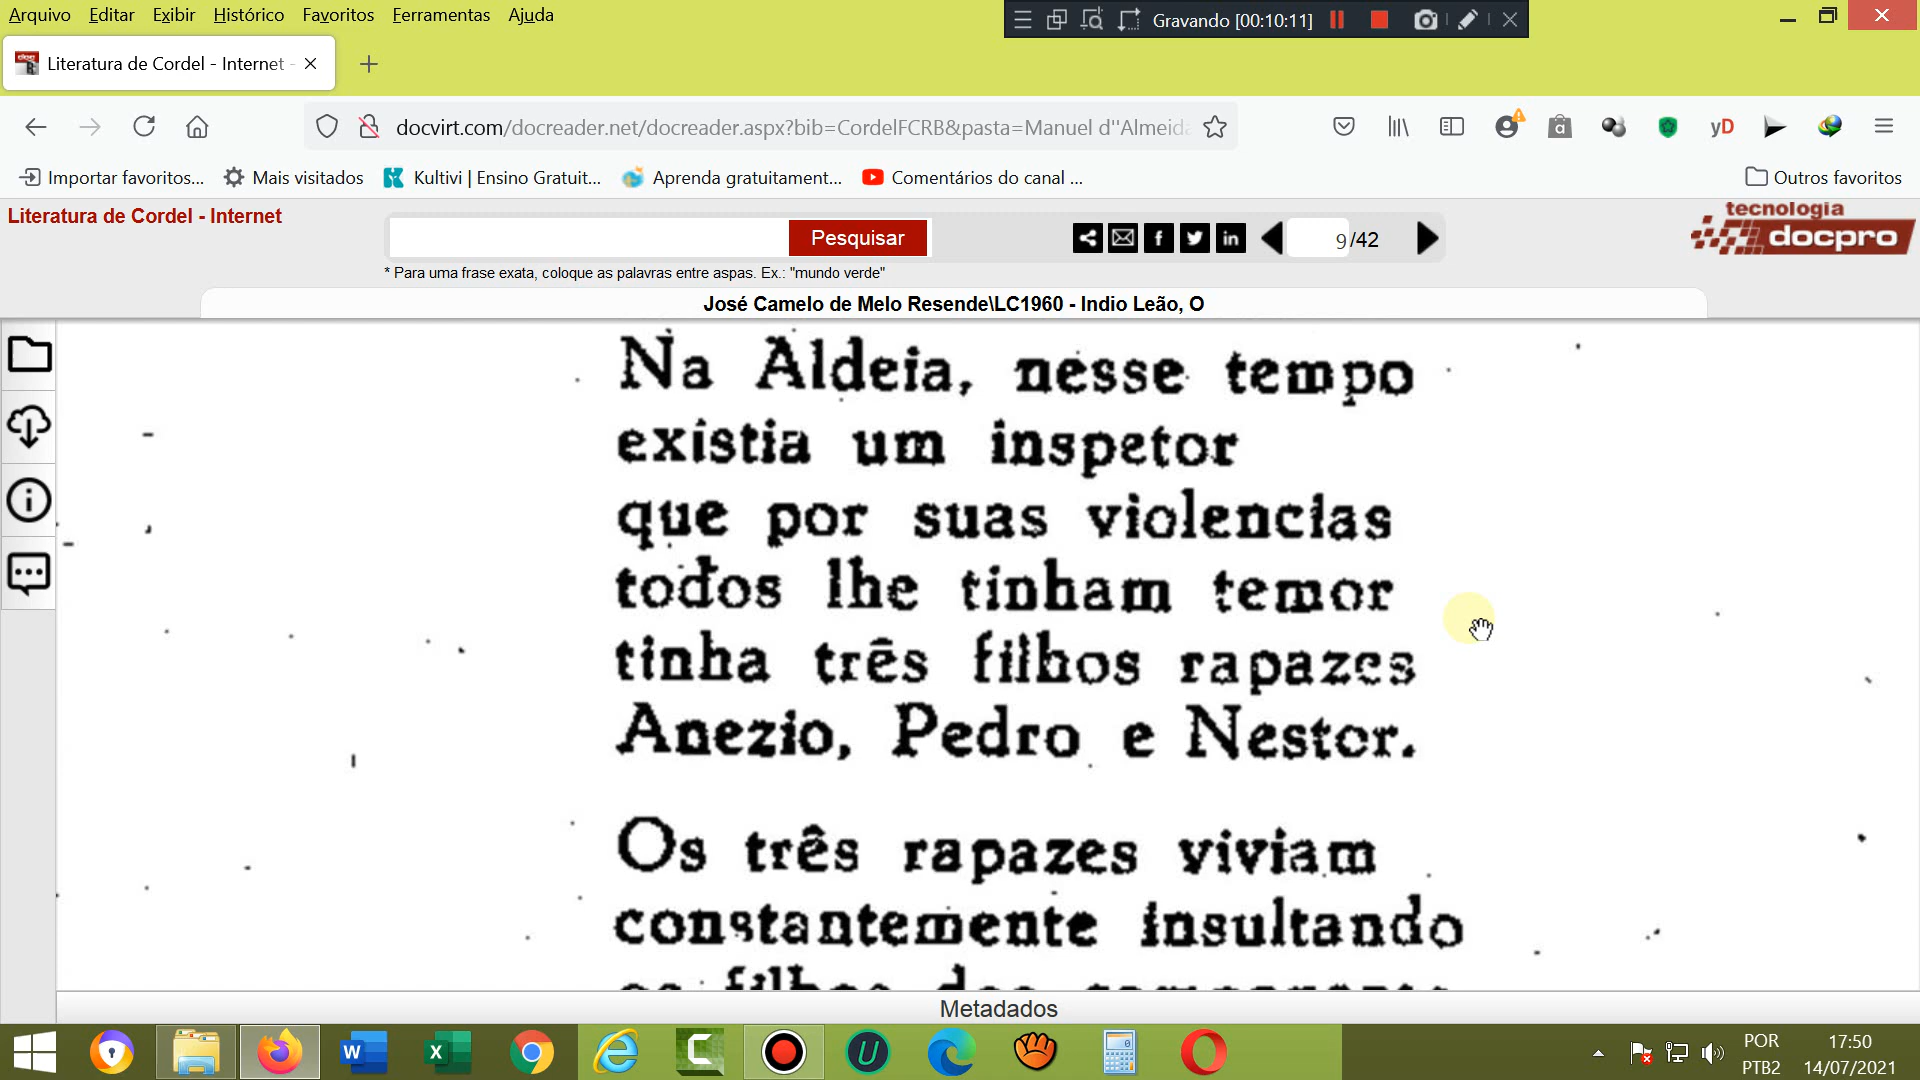 Arquivo Editar Exibir Histórico Favoritos Ferramentas Ajuda
Gravando [00:10:11]
Literatura de Cordel - Internet -
docvirt.com/docreader.net/docreader.aspx?bib=CordelFCRB&pasta=Manuel d''Almeida
Importar favoritos... Mais visitados Kultivi | Ensino Gratuit... Aprenda gratuitament... Comentários do canal ... Outros favoritos
Literatura de Cordel - Internet
Pesquisar
9 /42
tecnologia
docpro
* Para uma frase exata, coloque as palavras entre aspas. Ex.: "mundo verde"
José Camelo de Melo Resende\LC1960 - Indio Leão, O
Na Aldeia, nesse tempo
existia um inspetor
que por suas violencias
todos lhe tinham temor
tinha três filhos rapazes
Anezio, Pedro e Nestor.
Os três rapazes viviam
constantemente insultando
Metadados
POR
PTB2
17:50
14/07/2021